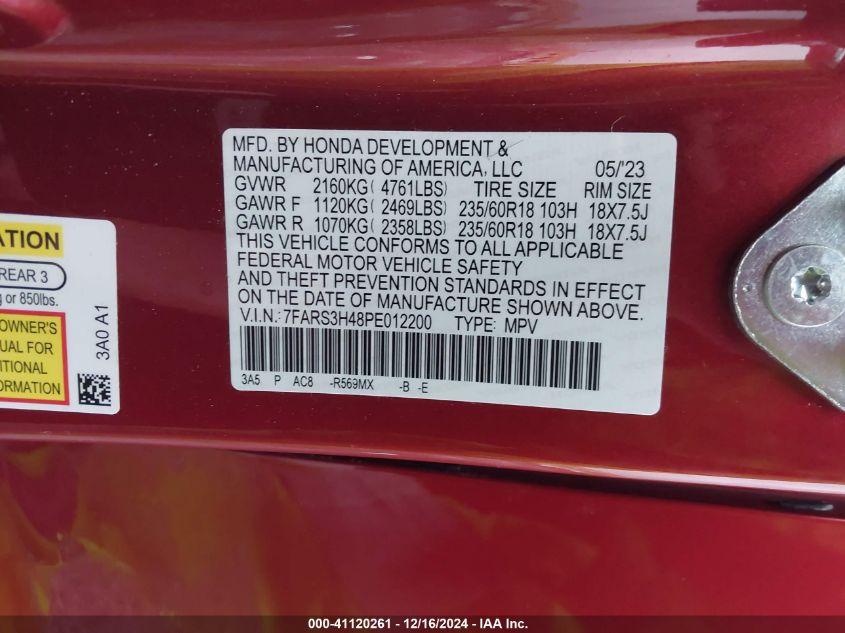 MFD. BY HONDA DEVELOPMENT &
MANUFACTURING OF AMERICA, LLC 05/'23
GVWR 2160KG( 4761LBS) TIRE SIZE RIM SIZE
GAWR F 1120KG( 2469LBS) 235/60R18 103H 18X7.5J
GAWR R 1070KG( 2358LBS) 235/60R18 103H 18X7.5J
THIS VEHICLE CONFORMS TO ALL APPLICABLE
FEDERAL MOTOR VEHICLE SAFETY
AND THEFT PREVENTION STANDARDS IN EFFECT
ON THE DATE OF MANUFACTURE SHOWN ABOVE.
V.I.N.: 7FARS3H48PE012200 TYPE: MPV
3A5 P AC8 -R569MX -B -E
REAR 3
or 850lbs.
OWNER'S
FOR
3A0 A1
000-41120261 - 12/16/2024 - IAA Inc.